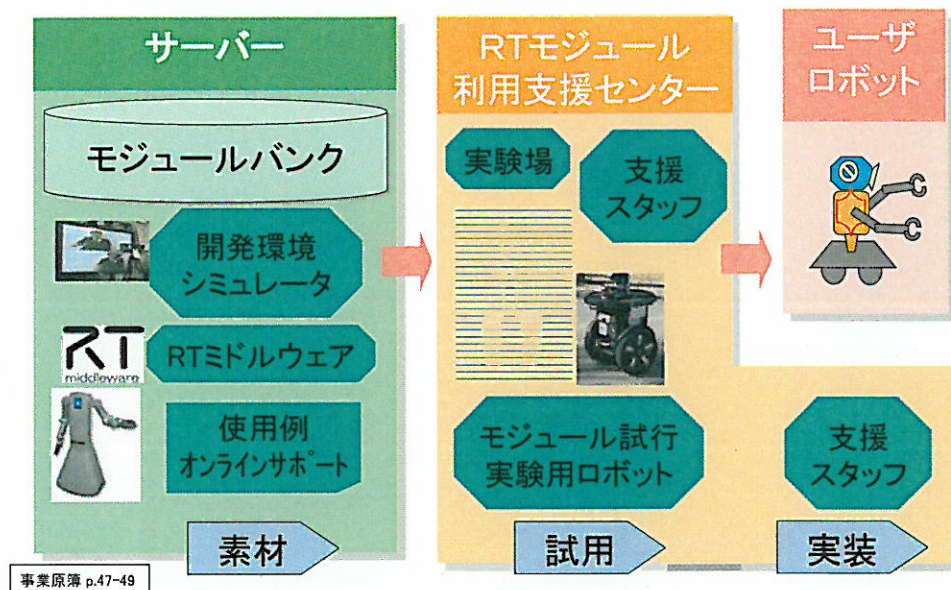 サーバー
モジュールバンク
開発環境
シミュレータ
RT
middleware
RTミドルウェア
使用例
オンラインサポート
素材
RTモジュール
利用支援センター
実験場
支援
スタッフ
モジュール試行
実験用ロボット
試用
ユーザ
ロボット
支援
スタッフ
実装
事業原簿 p.47-49